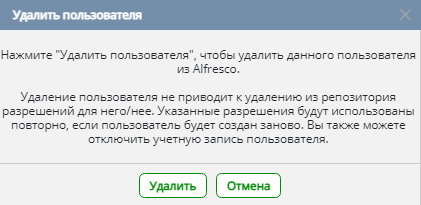 Удалить пользователя
Нажмите "Удалить пользователя", чтобы удалить данного пользователя
из Alfresco.
Удаление пользователя не приводит к удалению из репозитория
разрешений для него/нее. Указанные разрешения будут использованы
повторно, если пользователь будет создан заново. Вы также можете
отключить учетную запись пользователя.
Удалить Отмена